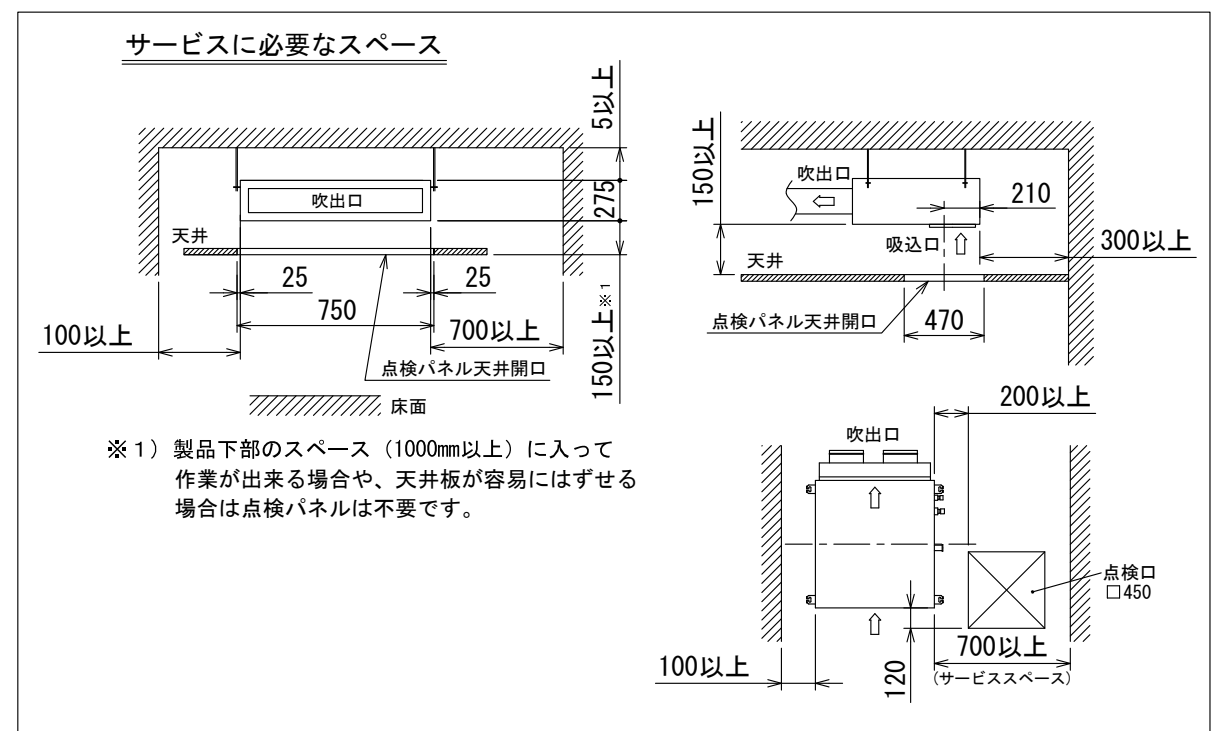 サービスに必要なスペース
5以上
275
吹出口
天井
25
25
750
100以上
700以上
150以上※1
点検パネル天井開口
床面
※1) 製品下部のスペース（1000mm以上）に入って
作業が出来る場合や、天井板が容易にはずせる
場合は点検パネルは不要です。
150以上
吹出口
210
吸込口
300以上
天井
点検パネル天井開口
470
200以上
吹出口
点検口
□450
700以上
(サービススペース)
100以上
120